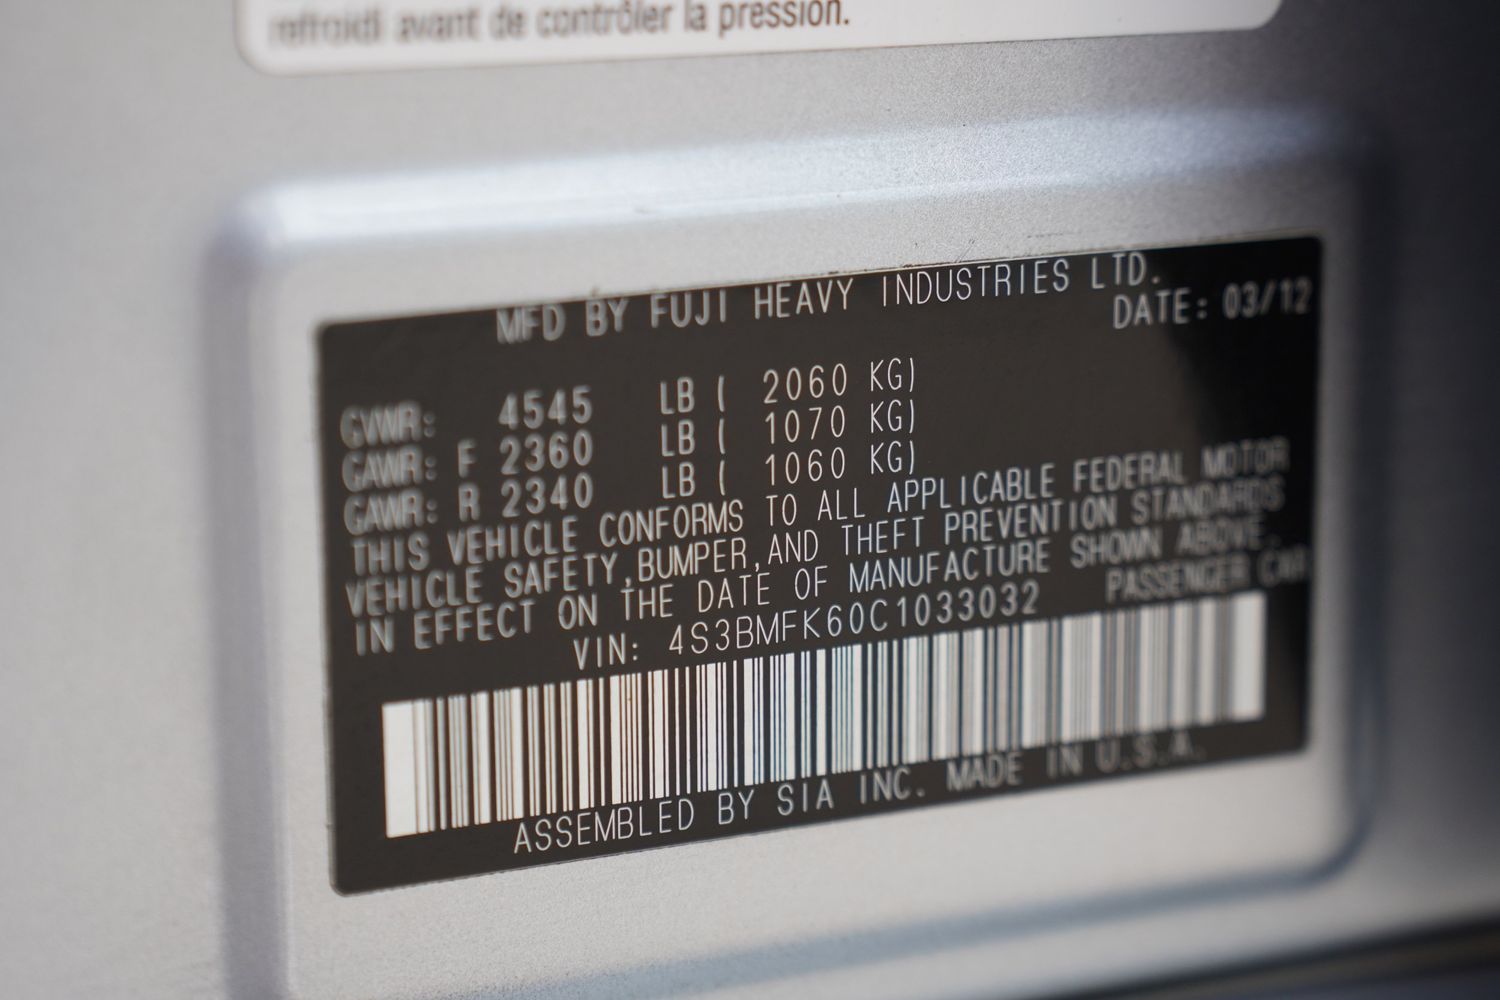 refroidi avant de contrôler la pression.
MFD BY FUJI HEAVY INDUSTRIES LTD.
DATE: 03/12
GVWR: 4545 LB ( 2060 KG)
GAWR: F 2360 LB ( 1070 KG)
GAWR: R 2340 LB ( 1060 KG)
THIS VEHICLE CONFORMS TO ALL APPLICABLE FEDERAL MOTOR
VEHICLE SAFETY,BUMPER,AND THEFT PREVENTION STANDARDS
IN EFFECT ON THE DATE OF MANUFACTURE SHOWN ABOVE.
VIN: 4S3BMFK60C1033032 PASSENGER CAR
ASSEMBLED BY SIA INC. MADE IN U.S.A.